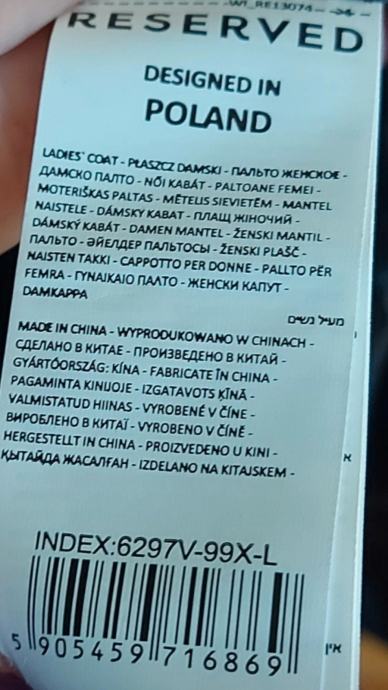 WI_RE13074
RESERVED
DESIGNED IN
POLAND
LADIES' COAT - PŁASZCZ DAMSKI - ПАЛЬТО ЖЕНСКОЕ -
ДАМСКО ПАЛТО - NŐI KABÁT - PALTOANE FEMEI -
MOTERIŠKAS PALTAS - MĒTELIS SIEVIETĒM - MANTEL
NAISTELE - DÁMSKY KABAT - ПЛАЩ ЖІНОЧИЙ -
DÁMSKÝ KABÁT - DAMEN MANTEL - ŽENSKI MANTIL -
ПАЛЬТО - ӘЙЕЛДЕР ПАЛЬТОСЫ - ŽENSKI PLAŠČ -
NAISTEN TAKKI - CAPPOTTO PER DONNE - PALLTO PËR
FEMRA - ΓΥΝΑΙΚΑΙΟ ΠΑΛΤΟ - ЖЕНСКИ КАПУТ -
DAMKAPPA
מעיל נשים
MADE IN CHINA - WYPRODUKOWANO W CHINACH -
СДЕЛАНО В КИТАЕ - ПРОИЗВЕДЕНО В КИТАЙ -
GYÁRTÓORSZÁG: KÍNA - FABRICATE ÎN CHINA -
PAGAMINTA KINIJOJE - IZGATAVOTS ĶĪNĀ -
VALMISTATUD HIINAS - VYROBENÉ V ČÍNE -
ВИРОБЛЕНО В КИТАЇ - VYROBENO V ČÍNĚ -
HERGESTELLT IN CHINA - PROIZVEDENO U KINI -
ҚЫТАЙДА ЖАСАЛҒАН - IZDELANO NA KITAJSKEM -
INDEX:6297V-99X-L
5 905459 716869